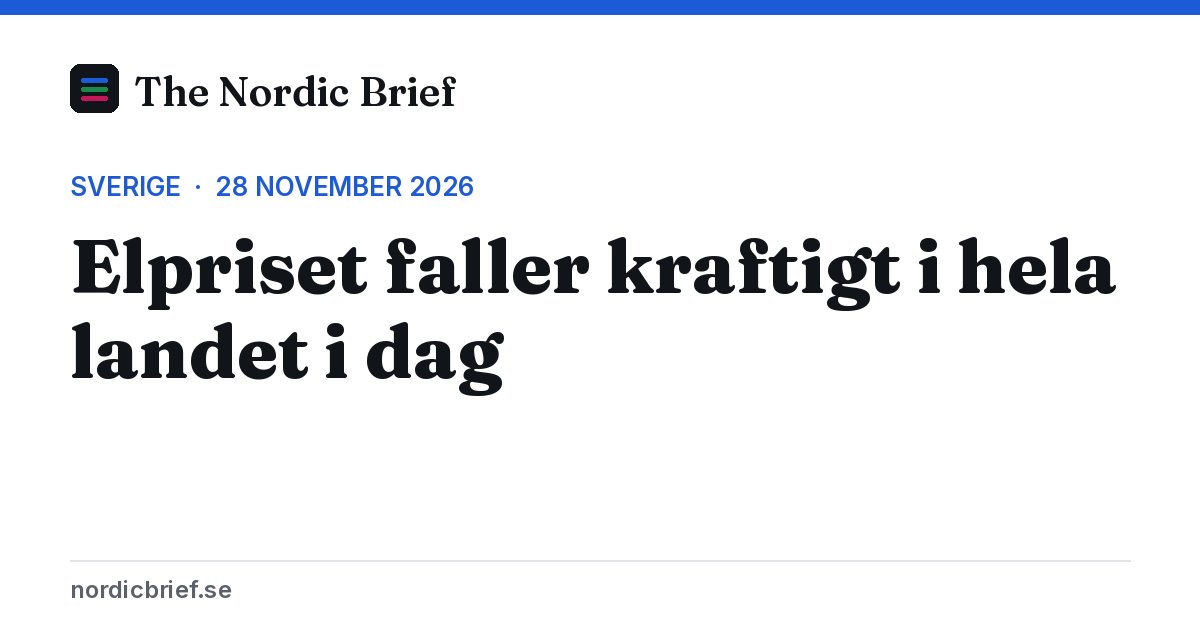 The Nordic Brief
SVERIGE · 28 NOVEMBER 2026
Elpriset faller kraftigt i hela
landet i dag
nordicbrief.se